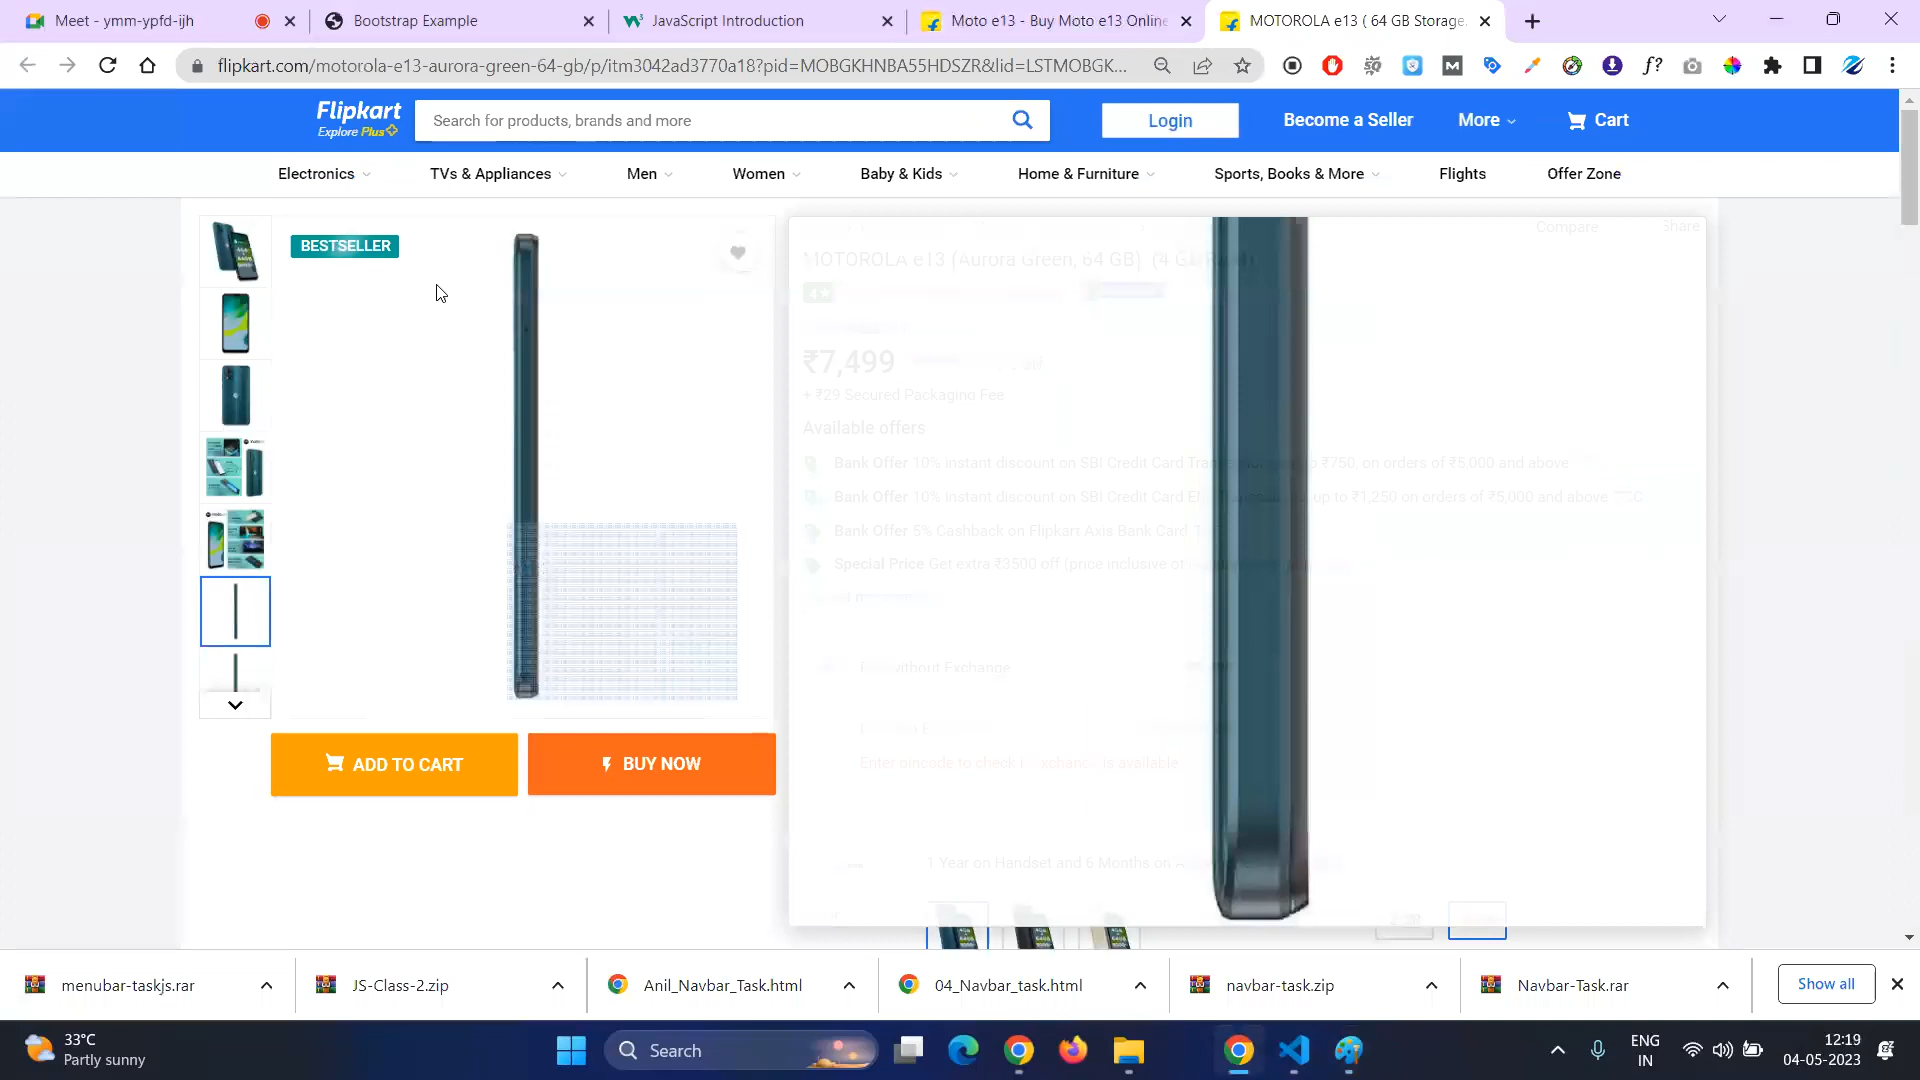 Meet - ymm-ypfd-ijh
Bootstrap Example
JavaScript Introduction
Moto e13 - Buy Moto e13 Online
MOTOROLA e13 ( 64 GB Storage,
flipkart.com/motorola-e13-aurora-green-64-gb/p/itm3042ad3770a18?pid=MOBGKHNBA55HDSZR&lid=LSTMOBGK...
Flipkart
Explore Plus
Search for products, brands and more
Login
Become a Seller
More
Cart
Electronics
TVs & Appliances
Men
Women
Baby & Kids
Home & Furniture
Sports, Books & More
Flights
Offer Zone
BESTSELLER
Compare
Share
MOTOROLA e13 (Aurora Green, 64 GB) (4 GB RAM)
4
₹7,499
+ ₹29 Secured Packaging Fee
Available offers
Bank Offer 10% instant discount on SBI Credit Card ₹750, on orders of ₹5,000 and above
Bank Offer 10% Instant discount on SBI Credit Card up to ₹1,250 on orders of ₹5,000 and above
Bank Offer 5% Cashback on Flipkart Axis Bank Card
Special Price Get extra ₹3500 off (price inclusive of
without Exchange
Enter pincode to check exchange is available
1 Year on Handset and 6 Months on
ADD TO CART
BUY NOW
menubar-taskjs.rar
JS-Class-2.zip
Anil_Navbar_Task.html
04_Navbar_task.html
navbar-task.zip
Navbar-Task.rar
Show all
33°C
Partly sunny
Search
ENG
IN
12:19
04-05-2023